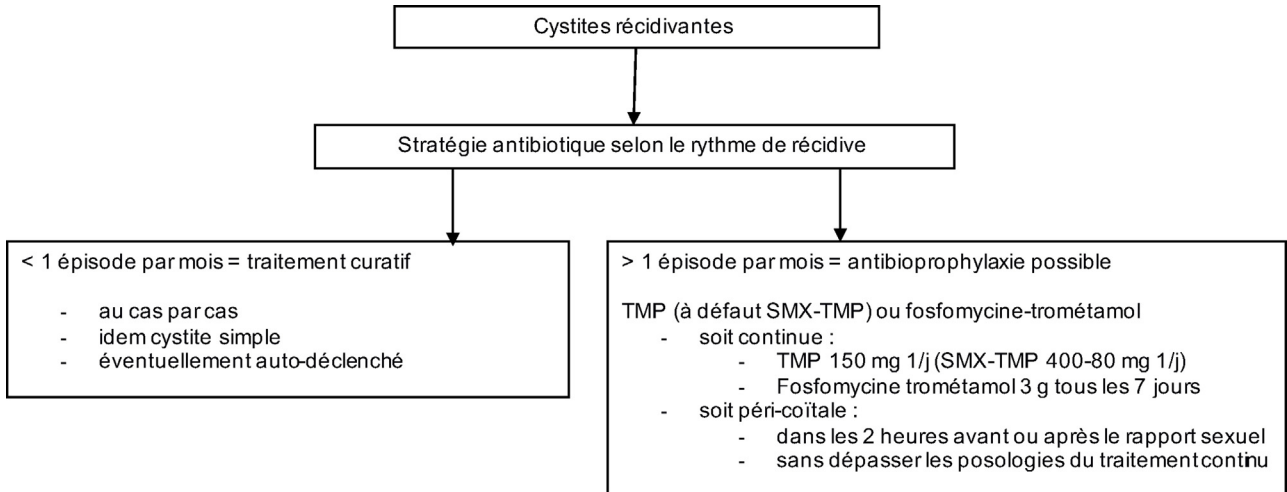 Cystites récidivantes
Stratégie antibiotique selon le rythme de récidive
< 1 épisode par mois = traitement curatif
- au cas par cas
- idem cystite simple
- éventuellement auto-déclenché
> 1 épisode par mois = antibioprophylaxie possible
TMP (à défaut SMX-TMP) ou fosfomycine-trométamol
- soit continue :
- TMP 150 mg 1/j (SMX-TMP 400-80 mg 1/j)
- Fosfomycine trométamol 3 g tous les 7 jours
- soit péri-coïtale :
- dans les 2 heures avant ou après le rapport sexuel
- sans dépasser les posologies du traitement continu